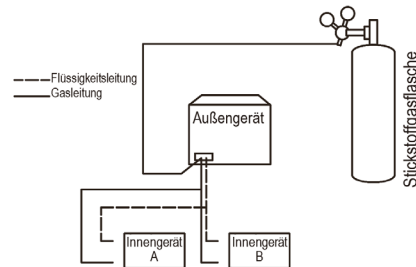 Flüssigkeitsleitung
Gasleitung
Außengerät
Stickstoffgasflasche
Innengerät
A
Innengerät
B